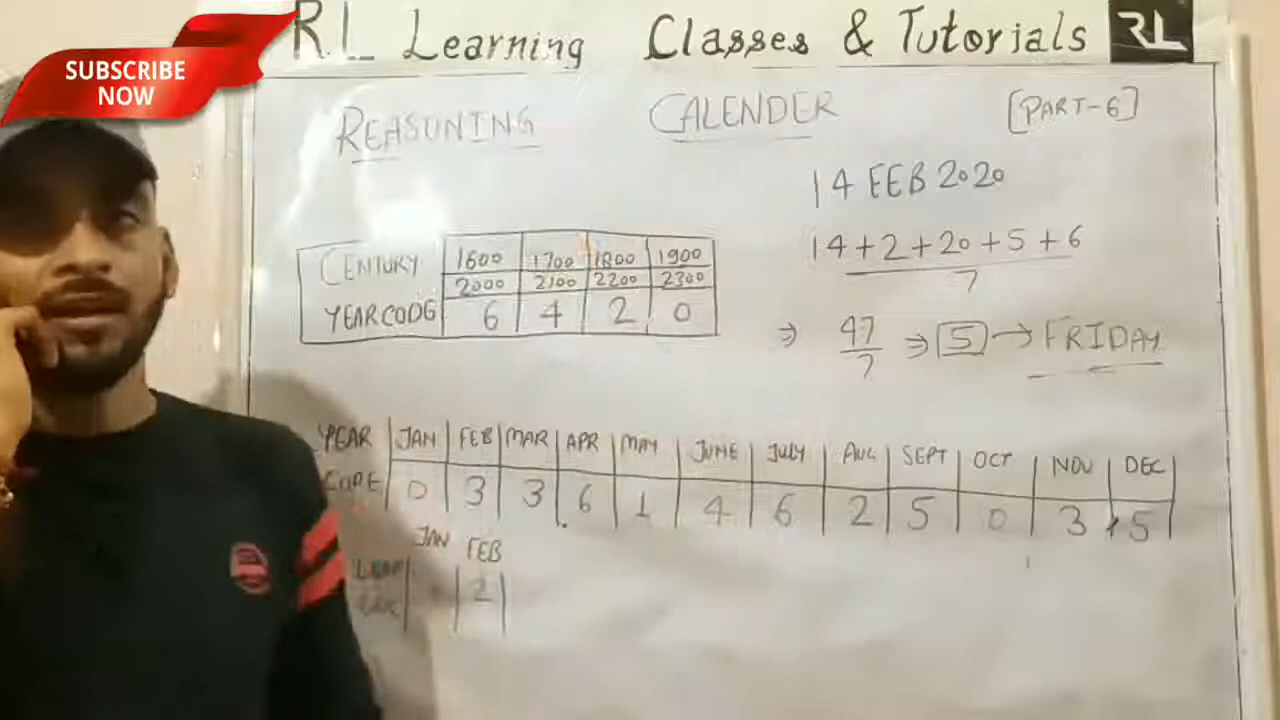 SUBSCRIBE
NOW
R.L Learning Classes & Tutorials RL
REASONING CALENDER [PART-6]
14 FEB 2020
14+2+20+5+6
7
CENTURY 1600 1700 1800 1900
2000 2100 2200 2300
YEARCODE 6 4 2 0
⇒ 47/7 ⇒ 5 → FRIDAY
YEAR JAN FEB MAR APR MAY JUNE JULY AUG SEPT OCT NOV DEC
CODE 0 3 3 6 1 4 6 2 5 0 3 5
JAN FEB
2